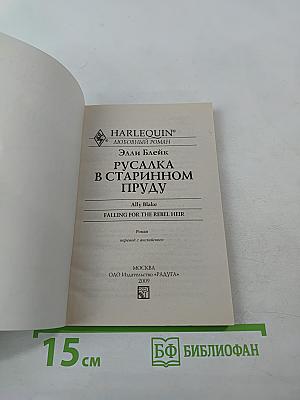 HARLEQUIN®
ЛЮБОВНЫЙ РОМАН
Элли Блейк
РУСАЛКА
В СТАРИННОМ
ПРУДУ
Ally Blake
FALLING FOR THE REBEL HEIR
Роман
перевод с английского
МОСКВА
ОАО Издательство «РАДУГА»
2009
15 см
БФ БИБЛИОФАН